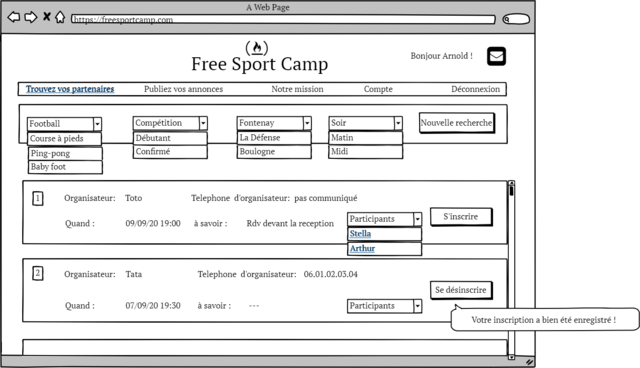 A Web Page
https://freesportcamp.com
Free Sport Camp
Bonjour Arnold !
Trouvez vos partenaires Publiez vos annonces Notre mission Compte Déconnexion
Football Compétition Fontenay Soir Nouvelle recherche
Course à pieds Débutant La Défense Matin
Ping-pong Confirmé Boulogne Midi
Baby foot
1 Organisateur: Toto Telephone d'organisateur: pas communiqué
Quand : 09/09/20 19:00 à savoir : Rdv devant la reception Participants S'inscrire
Stella
Arthur
2 Organisateur: Tata Telephone d'organisateur: 06.01.02.03.04
Se désinscrire
Quand : 07/09/20 19:30 à savoir : --- Participants
Votre inscription a bien été enregistré !